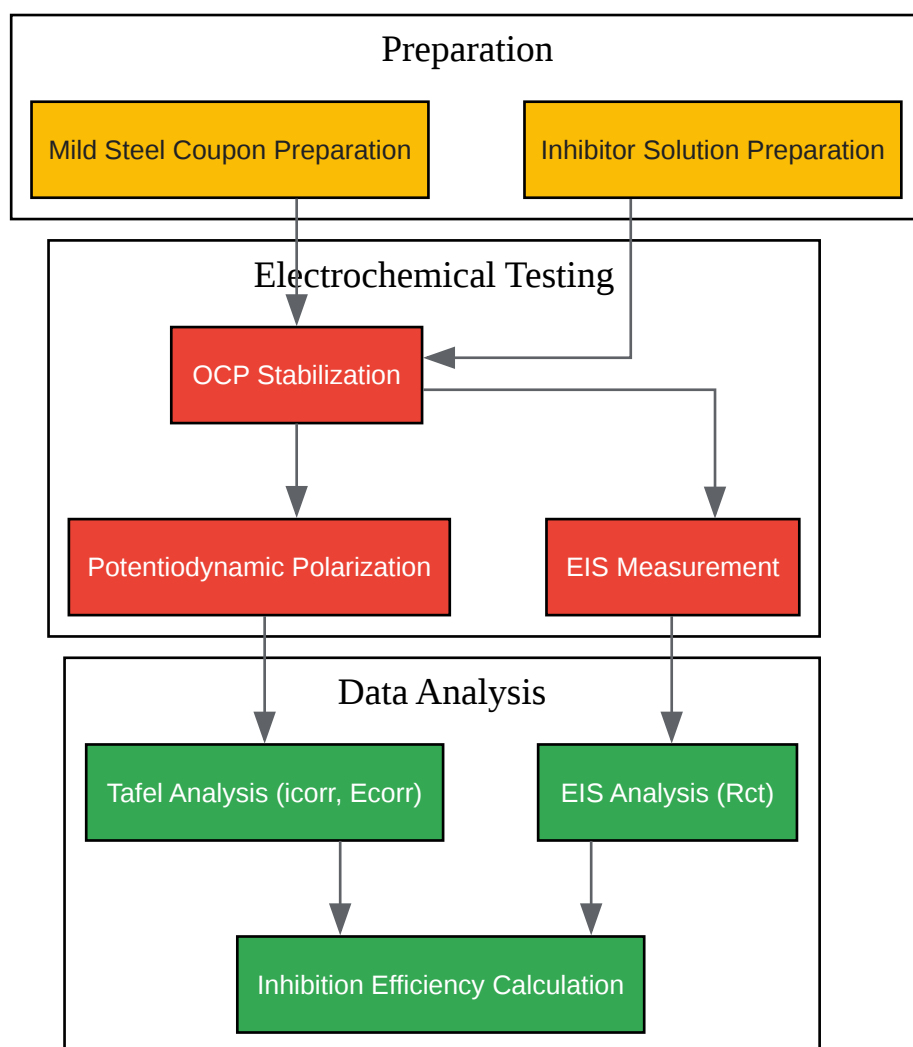 Preparation
Mild Steel Coupon Preparation
Inhibitor Solution Preparation
Electrochemical Testing
OCP Stabilization
Potentiodynamic Polarization
EIS Measurement
Data Analysis
Tafel Analysis (icorr, Ecorr)
EIS Analysis (Rct)
Inhibition Efficiency Calculation